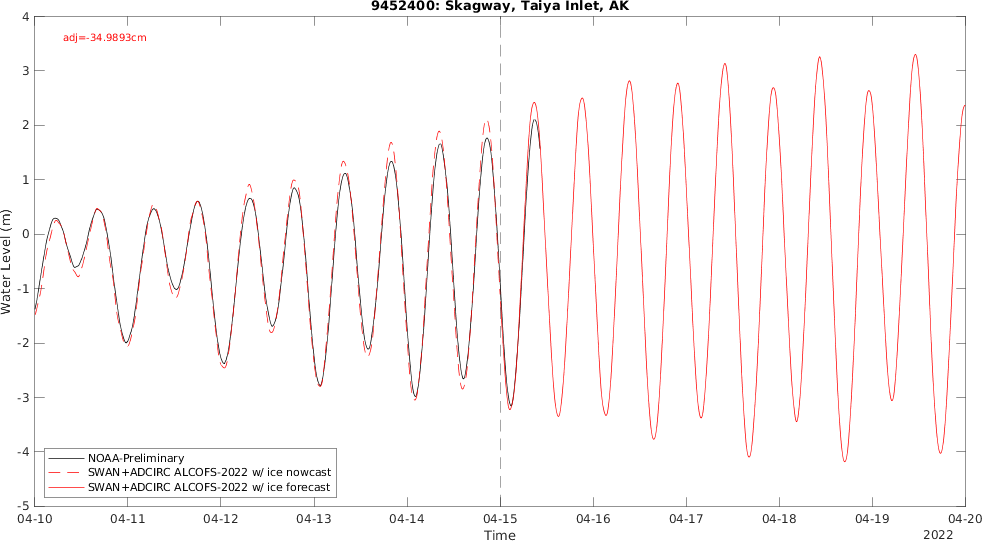 9452400: Skagway, Taiya Inlet, AK
adj=-34.9893cm
4
3
2
1
0
-1
-2
-3
-4
-5
Water Level (m)
NOAA-Preliminary
SWAN+ADCIRC ALCOFS-2022 w/ ice nowcast
SWAN+ADCIRC ALCOFS-2022 w/ ice forecast
04-10 04-11 04-12 04-13 04-14 04-15 04-16 04-17 04-18 04-19 04-20
Time
2022